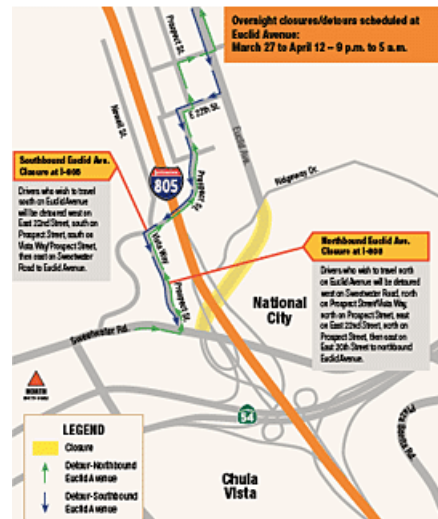 Overnight closures/detours scheduled at
Euclid Avenue:
March 27 to April 12 – 9 p.m. to 5 a.m.
Prospect St.
Newell St.
E 22th St.
Euclid Ave.
Ridgeway Dr.
Prospect St.
805
Southbound Euclid Ave.
Closure at I-805
Drivers who wish to travel
south on Euclid Avenue
will be detoured west on
East 22nd Street, south on
Prospect Street, south on
Vista Way/Prospect Street,
then east on Sweetwater
Road to Euclid Avenue.
Vista Way
Prospect St.
Northbound Euclid Ave.
Closure at I-805
Drivers who wish to travel north
on Euclid Avenue will be detoured
west on Sweetwater Road, north
on Prospect Street/Vista Way,
north on Prospect Street, east
on East 22nd Street, north on
Prospect Street, then east on
East 20th Street to northbound
Euclid Avenue.
National
City
Sweetwater Rd.
NORTH
54
Plaza Bonita Rd.
LEGEND
Closure
Detour-Northbound
Euclid Avenue
Detour-Southbound
Euclid Avenue
Chula
Vista